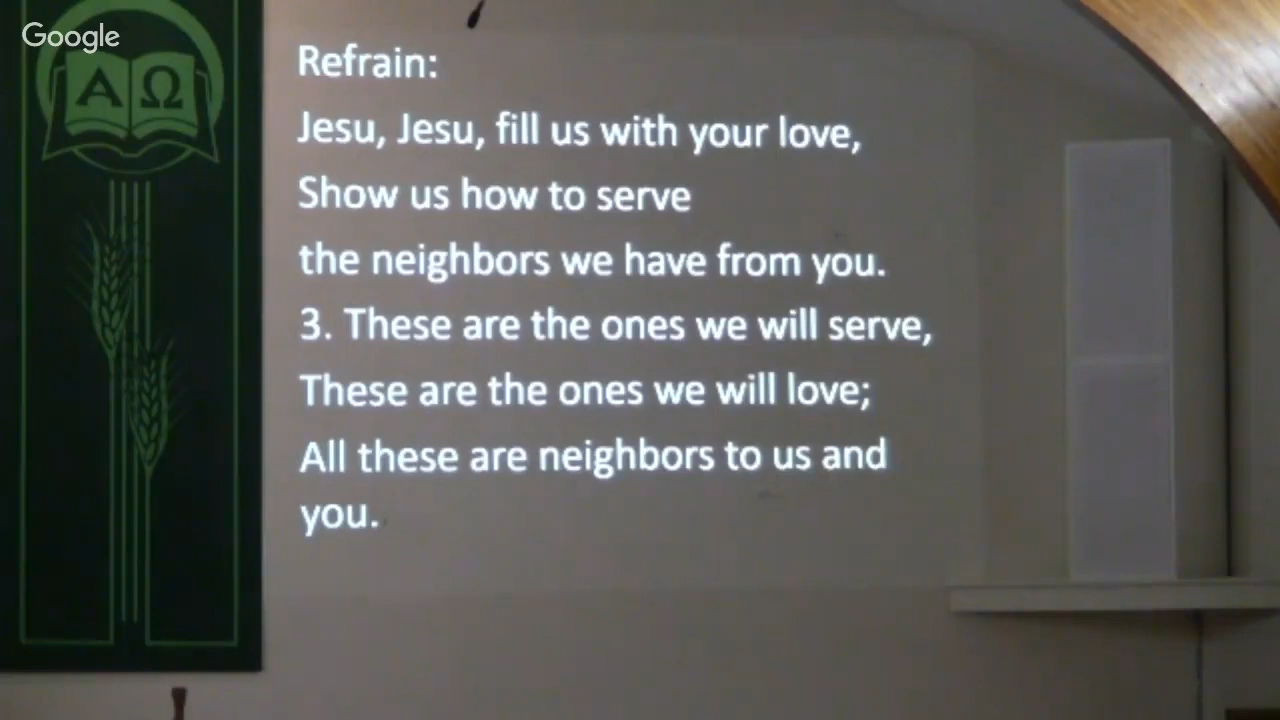 Google
Α Ω
Refrain:
Jesu, Jesu, fill us with your love,
Show us how to serve
the neighbors we have from you.
3. These are the ones we will serve,
These are the ones we will love;
All these are neighbors to us and
you.